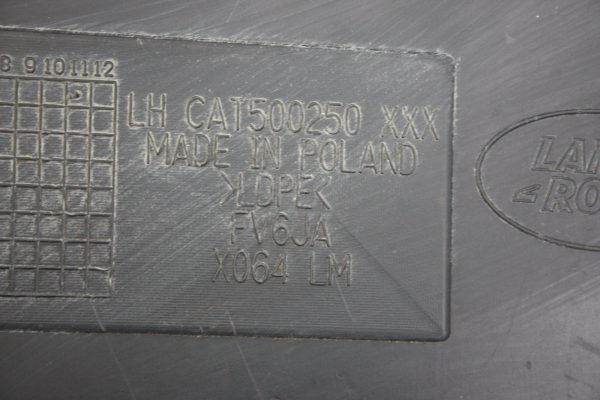 8 9 10 11 12
LH CAT500250 XXX
MADE IN POLAND
>LDPE<
FV6JA
X064 LM
LAN
RO